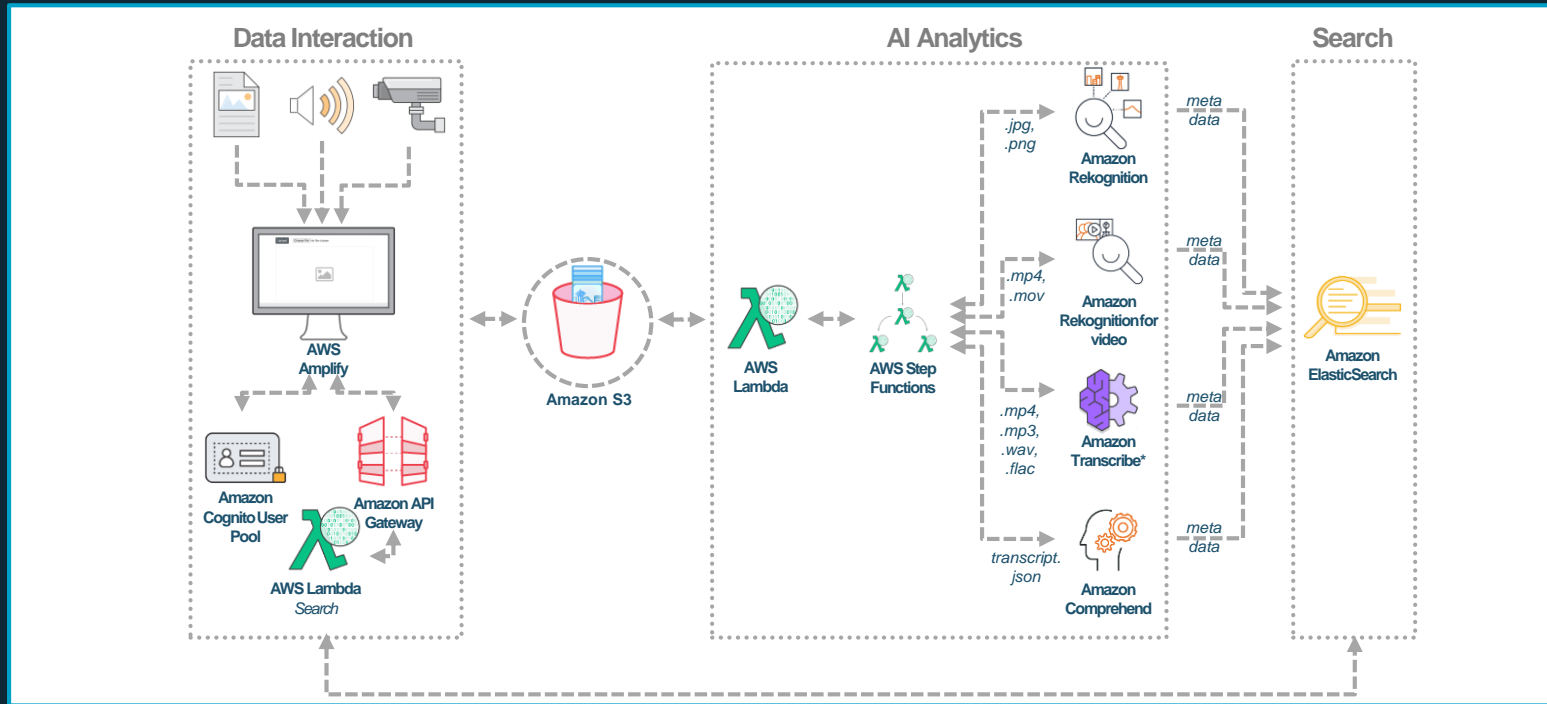 Data Interaction
AI Analytics
Search
AWS
Amplify
Amazon
Cognito User
Pool
Amazon API
Gateway
AWS Lambda
Search
Amazon S3
AWS
Lambda
AWS Step
Functions
.jpg,
.png
Amazon
Rekognition
meta
data
.mp4,
.mov
Amazon
Rekognition for
video
meta
data
.mp4,
.mp3,
.wav,
.flac
Amazon
Transcribe*
meta
data
transcript.
json
Amazon
Comprehend
meta
data
Amazon
ElasticSearch